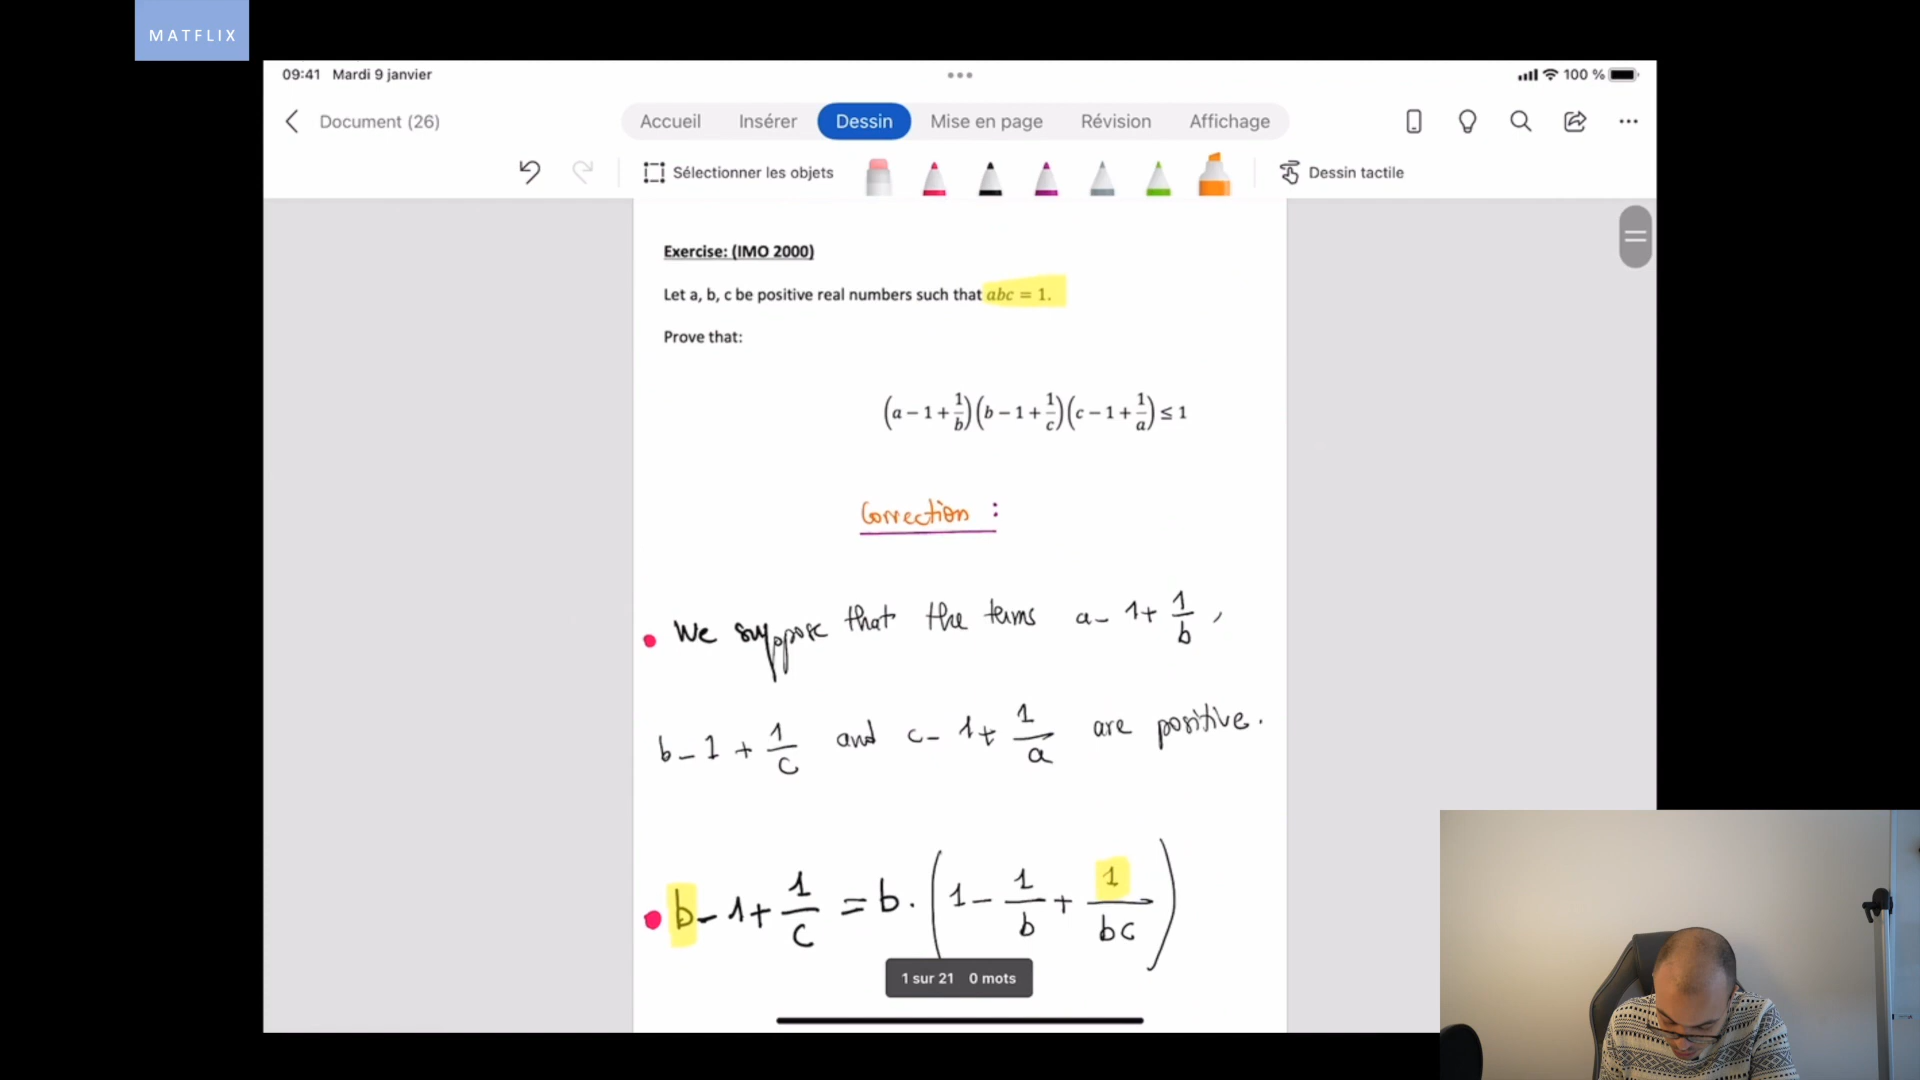 MATFLIX
09:41 Mardi 9 janvier
100 %
Document (26)
Accueil Insérer Dessin Mise en page Révision Affichage
Sélectionner les objets
Dessin tactile
Exercise: (IMO 2000)
Let a, b, c be positive real numbers such that abc = 1.
Prove that:
(a − 1 + 1/b)(b − 1 + 1/c)(c − 1 + 1/a) ≤ 1
Correction :
• We suppose that the terms a - 1 + 1/b ,
b - 1 + 1/c and c - 1 + 1/a are positive.
• b - 1 + 1/c = b . (1 - 1/b + 1/bc)
1 sur 21 0 mots